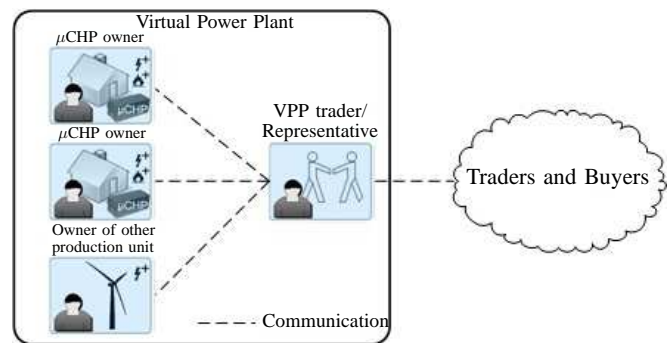 Virtual Power Plant
μCHP owner
μCHP
μCHP owner
μCHP
Owner of other
production unit
VPP trader/
Representative
Traders and Buyers
Communication